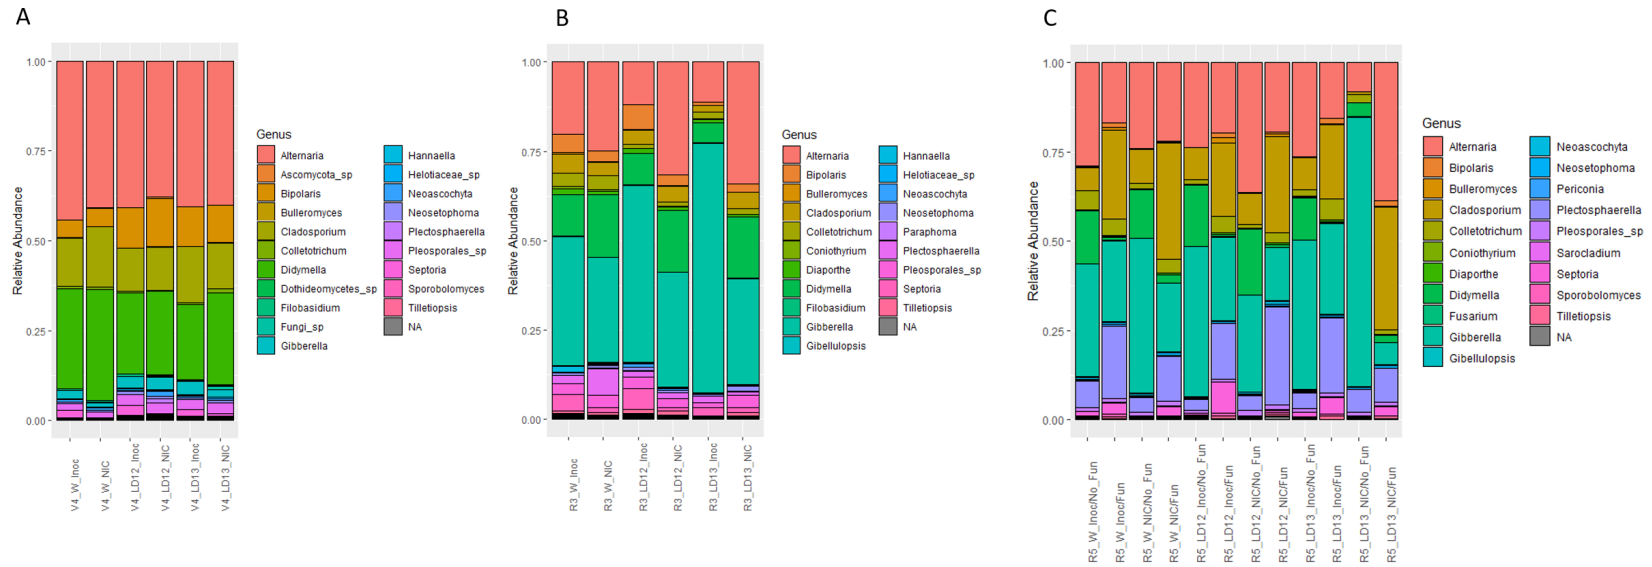 A
1.00
0.75
0.50
0.25
0.00
Relative Abundance
V4_W_Inoc
V4_W_NIC
V4_LD12_Inoc
V4_LD12_NIC
V4_LD13_Inoc
V4_LD13_NIC
Genus
Alternaria
Ascomycota_sp
Bipolaris
Bulleromyces
Cladosporium
Colletotrichum
Didymella
Dothideomycetes_sp
Filobasidium
Fungi_sp
Gibberella
Hannaella
Helotiaceae_sp
Neoascochyta
Neosetophoma
Plectosphaerella
Pleosporales_sp
Septoria
Sporobolomyces
Tilletiopsis
NA
B
1.00
0.75
0.50
0.25
0.00
Relative Abundance
R3_W_Inoc
R3_W_NIC
R3_LD12_Inoc
R3_LD12_NIC
R3_LD13_Inoc
R3_LD13_NIC
Genus
Alternaria
Bipolaris
Bulleromyces
Cladosporium
Colletotrichum
Coniothyrium
Diaporthe
Didymella
Filobasidium
Gibberella
Gibellulopsis
Hannaella
Helotiaceae_sp
Neoascochyta
Neosetophoma
Paraphoma
Plectosphaerella
Pleosporales_sp
Septoria
Tilletiopsis
NA
C
1.00
0.75
0.50
0.25
0.00
Relative Abundance
R5_W_Inoc/No_Fun
R5_W_Inoc/Fun
R5_W_NIC/No_Fun
R5_W_NIC/Fun
R5_LD12_Inoc/No_Fun
R5_LD12_Inoc/Fun
R5_LD12_NIC/No_Fun
R5_LD12_NIC/Fun
R5_LD13_Inoc/No_Fun
R5_LD13_Inoc/Fun
R5_LD13_NIC/No_Fun
R5_LD13_NIC/Fun
Genus
Alternaria
Bipolaris
Bulleromyces
Cladosporium
Colletotrichum
Coniothyrium
Diaporthe
Didymella
Fusarium
Gibberella
Gibellulopsis
Neoascochyta
Neosetophoma
Periconia
Plectosphaerella
Pleosporales_sp
Sarocladium
Septoria
Sporobolomyces
Tilletiopsis
NA